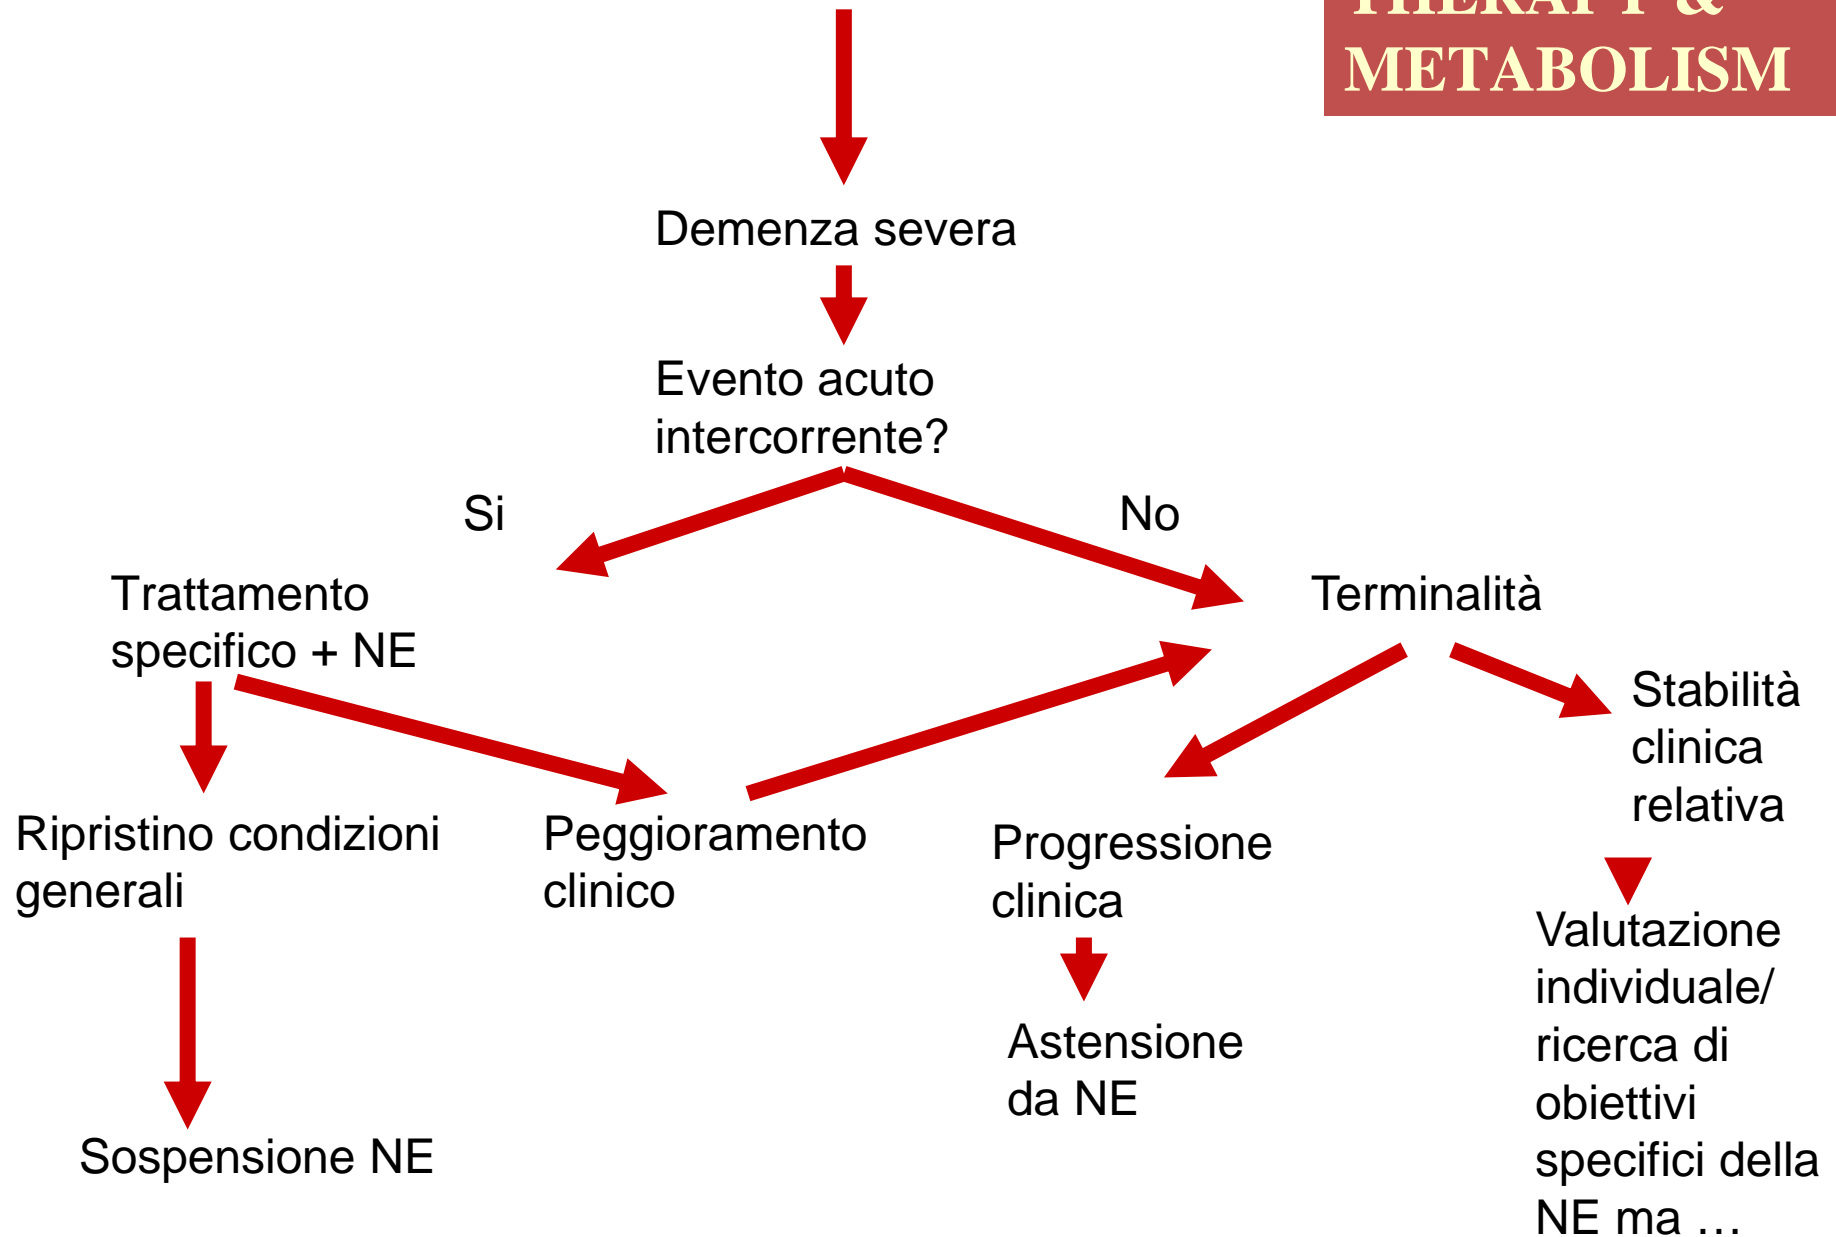 THERAPY &
METABOLISM
Demenza severa
Evento acuto
intercorrente?
Si
No
Trattamento
specifico + NE
Terminalità
Stabilità
clinica
relativa
Ripristino condizioni
generali
Peggioramento
clinico
Progressione
clinica
Valutazione
individuale/
ricerca di
obiettivi
specifici della
NE ma …
Astensione
da NE
Sospensione NE